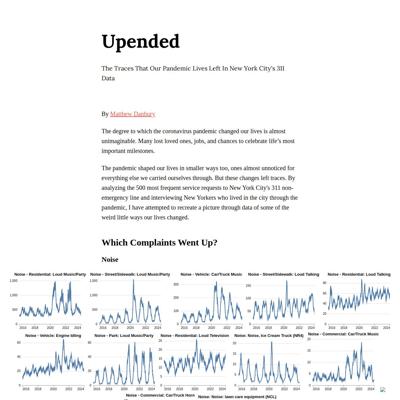 Upended
The Traces That Our Pandemic Lives Left In New York City's 311
Data
By Matthew Danbury
The degree to which the coronavirus pandemic changed our lives is almost
unimaginable. Many lost loved ones, jobs, and chances to celebrate life's
most important milestones.
The pandemic shaped our lives in smaller ways too, ones almost unnoticed for
everything else we carried ourselves through. But these changes left traces. By
analyzing the 500 most frequent service requests to New York City's 311 non-
emergency line and interviewing New Yorkers who lived in the city through the
pandemic, I have attempted to recreate a picture through data of some of the
weird little ways our lives changed.
Which Complaints Went Up?
Noise
Noise - Residential: Loud Music/Party Noise - Street/Sidewalk: Loud Music/Party Noise - Vehicle: Car/Truck Music Noise - Street/Sidewalk: Loud Talking Noise - Residential: Loud Talking
Noise - Vehicle: Engine Idling Noise - Park: Loud Music/Party Noise - Residential: Loud Television Noise: Noise, Ice Cream Truck (NR4) Noise - Commercial: Car/Truck Music
Noise - Commercial: Car/Truck Horn Noise: Noise: lawn care equipment (NCL)